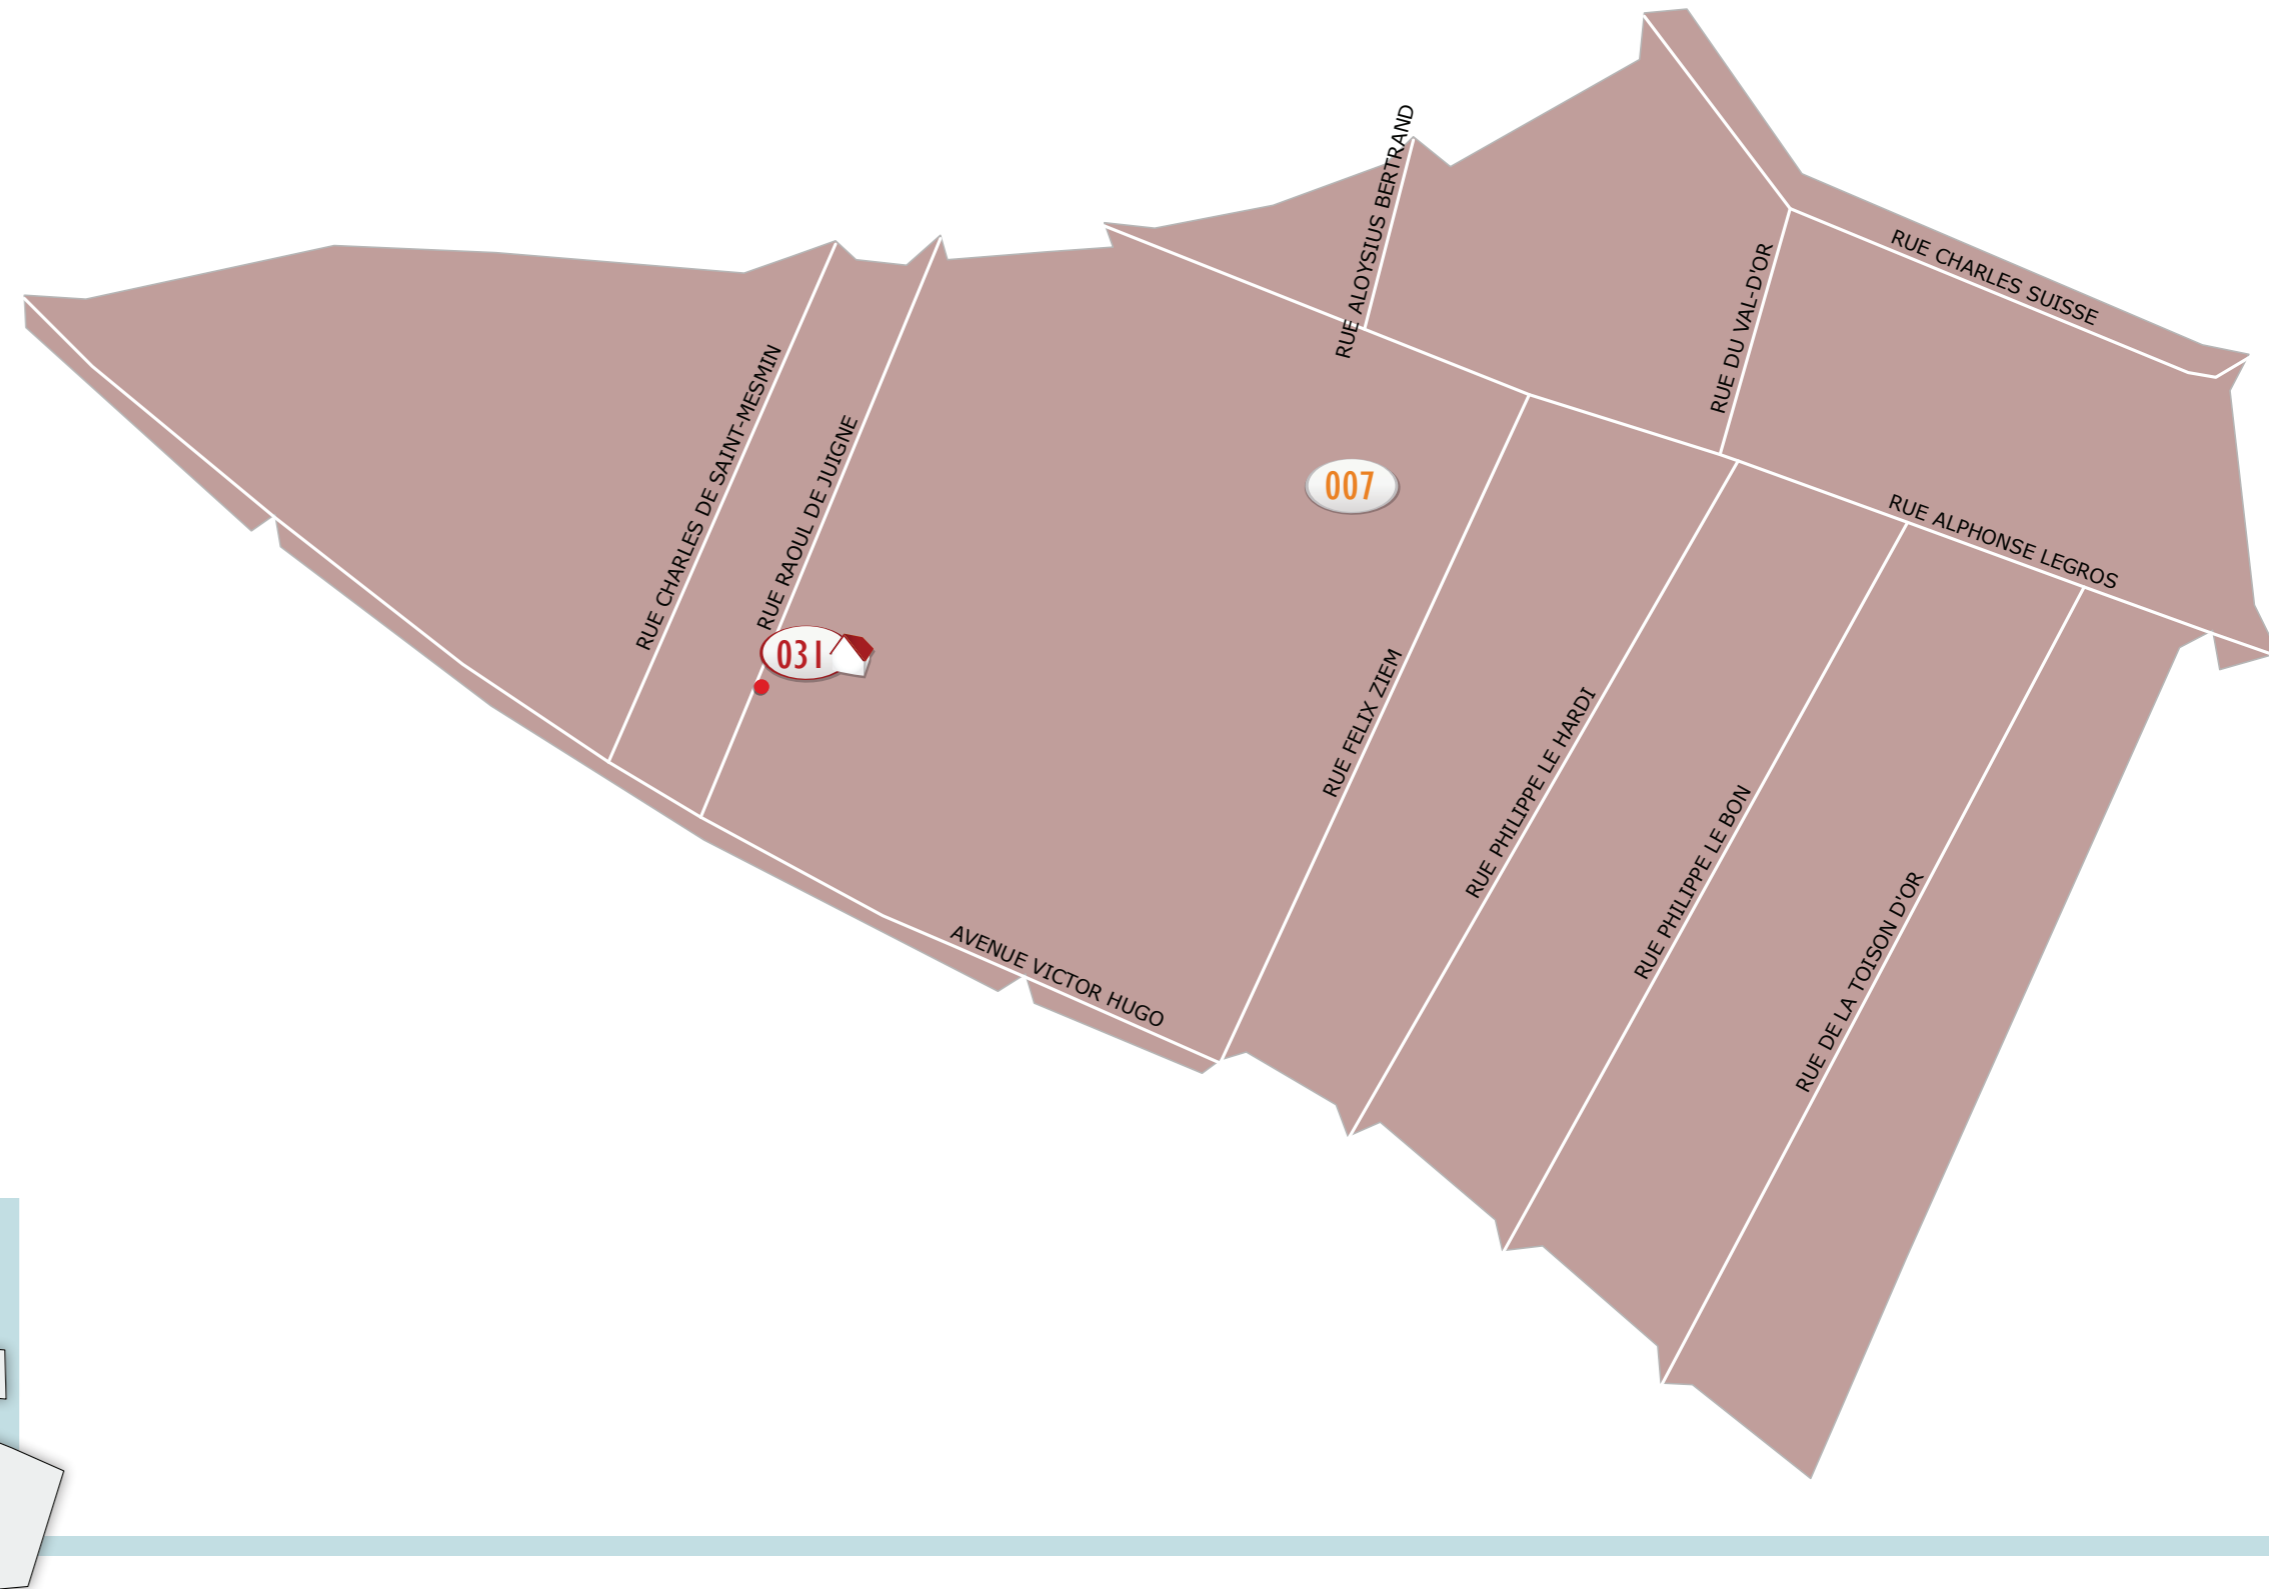 RUE ALOYSIUS BERTRAND
RUE CHARLES SUISSE
RUE DU VAL-D'OR
RUE CHARLES DE SAINT-MESMIN
RUE RAOUL DE JUIGNE
007
RUE ALPHONSE LEGROS
031
RUE FELIX ZIEM
RUE PHILIPPE LE HARDI
RUE PHILIPPE LE BON
RUE DE LA TOISON D'OR
AVENUE VICTOR HUGO